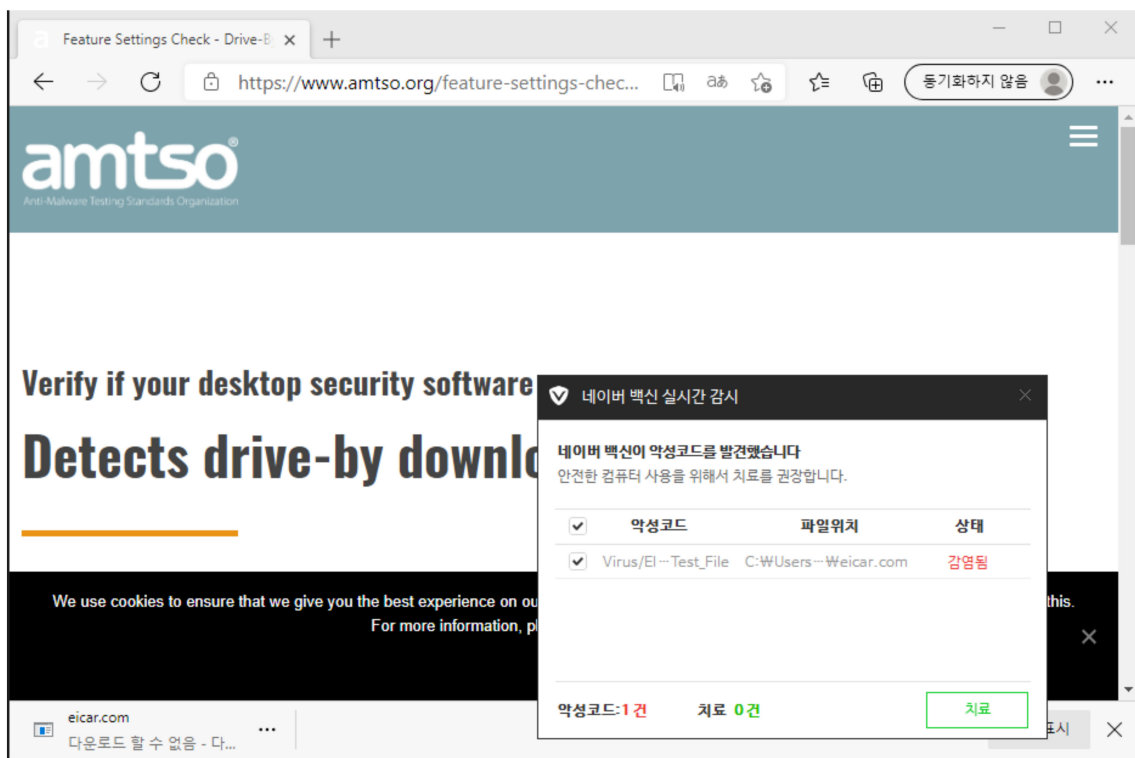 Feature Settings Check - Drive-B
https://www.amtso.org/feature-settings-chec...
aあ
동기화하지 않음
amtso®
Anti-Malware Testing Standards Organization
Verify if your desktop security software
Detects drive-by downlo
네이버 백신 실시간 감시
네이버 백신이 악성코드를 발견했습니다
안전한 컴퓨터 사용을 위해서 치료를 권장합니다.
악성코드 파일위치 상태
Virus/EI…Test_File C:₩Users…₩eicar.com 감염됨
악성코드:1 건 치료 0 건 치료
We use cookies to ensure that we give you the best experience on ou
this.
For more information, pl
eicar.com
다운로드 할 수 없음 - 다...
표시